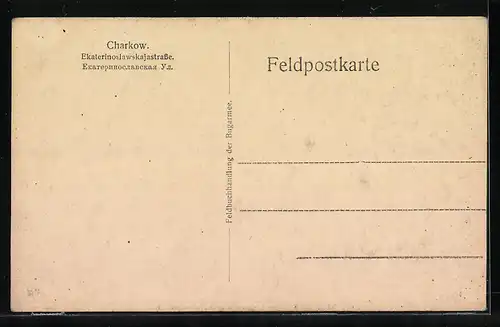 Charkow.
Ekaterinoslawskajastraße.
Екатеринославская Ул.
Feldpostkarte
Feldbuchhandlung der Bugarmee.